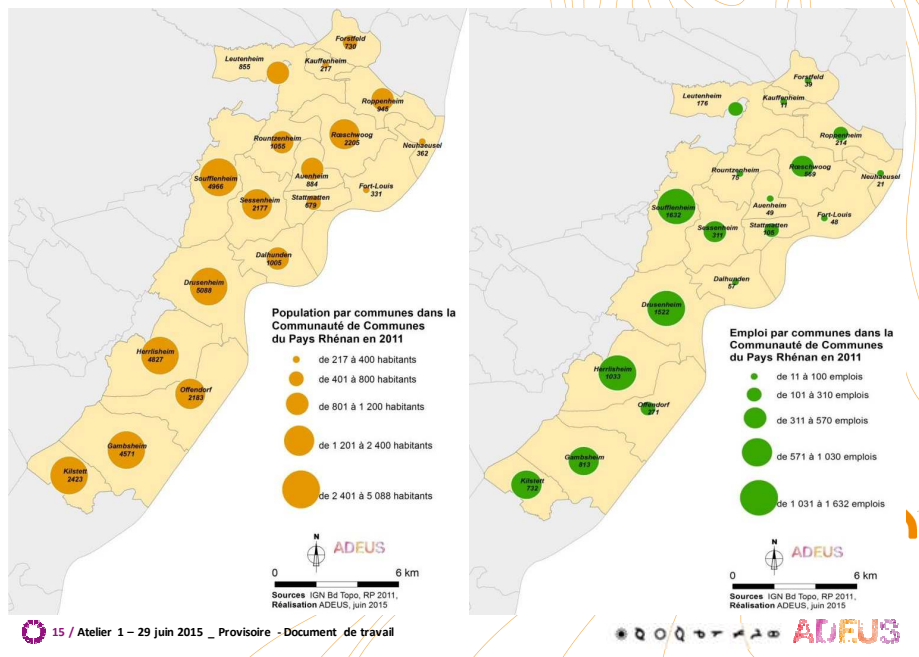 Forstfeld
730
Leutenheim
855
Kauffenheim
217
Roppenheim
945
Rœschwoog
2205
Rountzenheim
1055
Neuhaeusel
362
Soufflenheim
4966
Auenheim
884
Fort-Louis
331
Sessenheim
2177
Stattmatten
679
Dalhunden
1005
Drusenheim
5088
Herrlisheim
4827
Offendorf
2183
Gambsheim
4571
Kilstett
2423
Population par communes dans la
Communauté de Communes
du Pays Rhénan en 2011
de 217 à 400 habitants
de 401 à 800 habitants
de 801 à 1 200 habitants
de 1 201 à 2 400 habitants
de 2 401 à 5 088 habitants
N
ADEUS
0 6 km
Sources IGN Bd Topo, RP 2011,
Réalisation ADEUS, juin 2015
Forstfeld
39
Leutenheim
176
Kauffenheim
11
Roppenheim
214
Rœschwoog
569
Rountzenheim
75
Neuhaeusel
21
Soufflenheim
1632
Auenheim
49
Fort-Louis
48
Sessenheim
311
Stattmatten
105
Dalhunden
57
Drusenheim
1522
Herrlisheim
1033
Offendorf
271
Gambsheim
813
Kilstett
732
Emploi par communes dans la
Communauté de Communes
du Pays Rhénan en 2011
de 11 à 100 emplois
de 101 à 310 emplois
de 311 à 570 emplois
de 571 à 1 030 emplois
de 1 031 à 1 632 emplois
N
ADEUS
0 6 km
Sources IGN Bd Topo, RP 2011,
Réalisation ADEUS, juin 2015
15 / Atelier 1 – 29 juin 2015 _ Provisoire - Document de travail
ADEUS